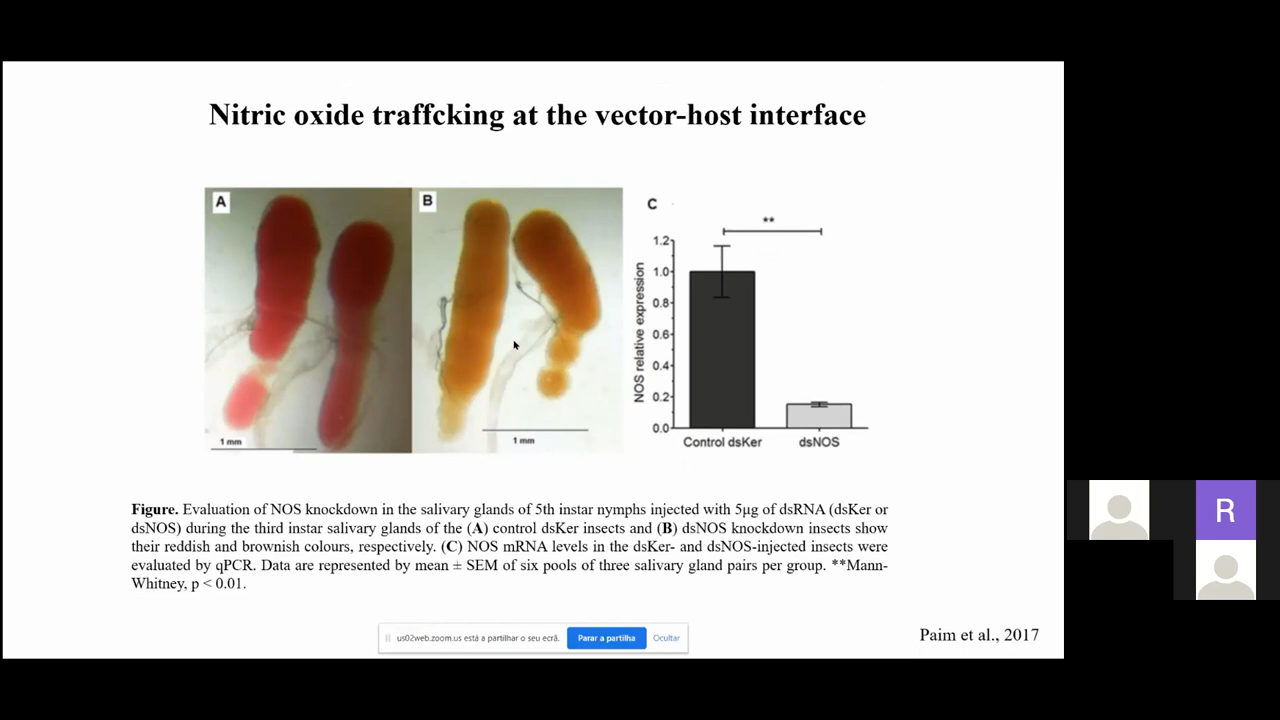 Nitric oxide traffcking at the vector-host interface
A
B
C
**
1.2
1.0
0.8
0.6
0.4
0.2
0.0
NOS relative expression
Control dsKer
dsNOS
1 mm
1 mm
Figure. Evaluation of NOS knockdown in the salivary glands of 5th instar nymphs injected with 5µg of dsRNA (dsKer or
dsNOS) during the third instar salivary glands of the (A) control dsKer insects and (B) dsNOS knockdown insects show
their reddish and brownish colours, respectively. (C) NOS mRNA levels in the dsKer- and dsNOS-injected insects were
evaluated by qPCR. Data are represented by mean ± SEM of six pools of three salivary gland pairs per group. **Mann-
Whitney, p < 0.01.
us02web.zoom.us está a partilhar o seu ecrã.
Parar a partilha
Ocultar
Paim et al., 2017
R